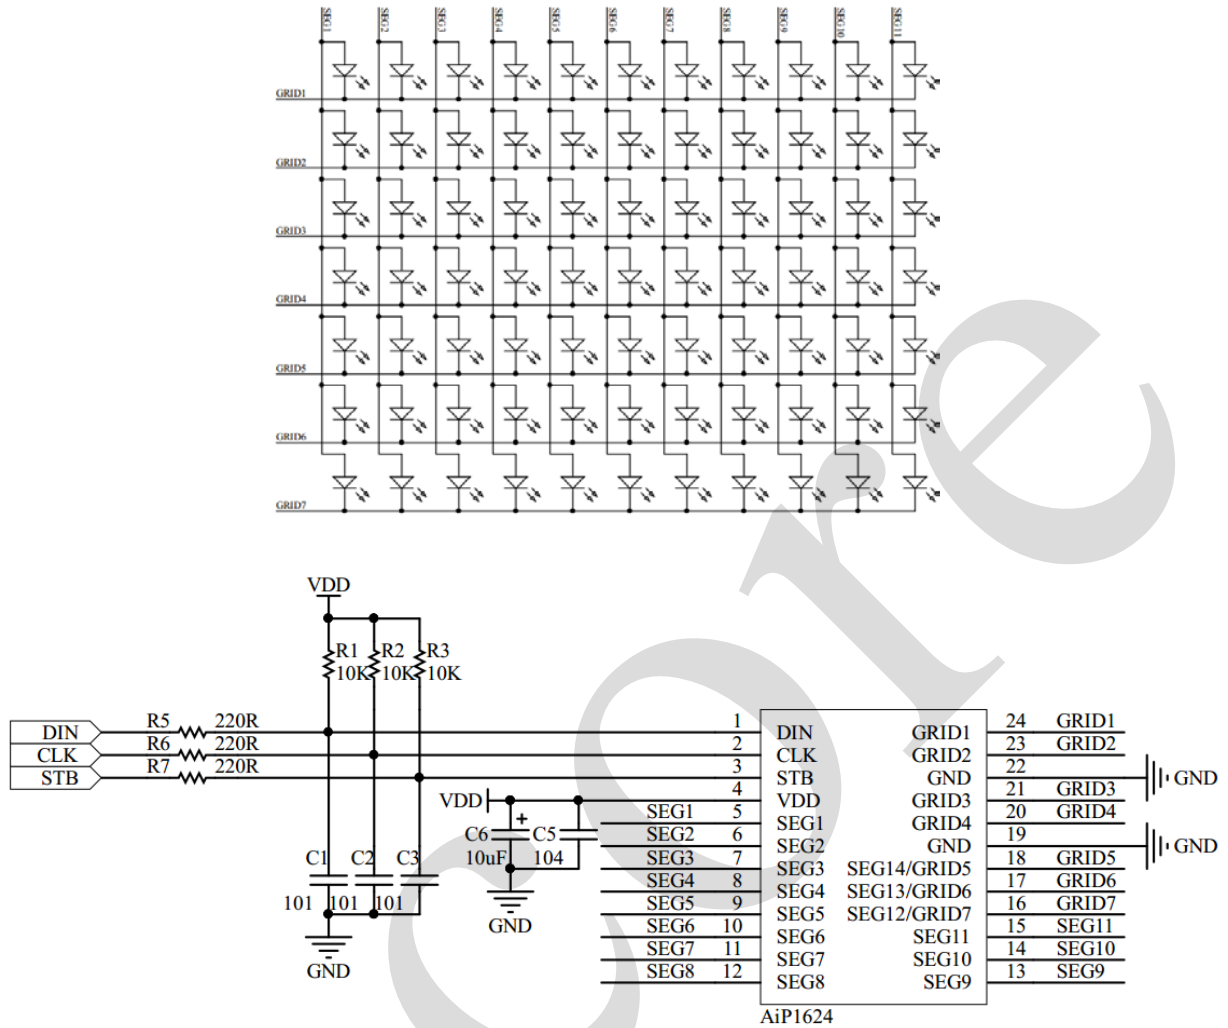 SEG1 SEG2 SEG3 SEG4 SEG5 SEG6 SEG7 SEG8 SEG9 SEG10 SEG11
GRID1
GRID2
GRID3
GRID4
GRID5
GRID6
GRID7
VDD
R1 R2 R3
10K 10K 10K
DIN R5 220R
CLK R6 220R
STB R7 220R
C1 C2 C3
101 101 101
GND
VDD
+
C6 C5
10uF 104
GND
1 DIN GRID1 24 GRID1
2 CLK GRID2 23 GRID2
3 STB GND 22 GND
4 VDD GRID3 21 GRID3
SEG1 5 SEG1 GRID4 20 GRID4
SEG2 6 SEG2 GND 19 GND
SEG3 7 SEG3 SEG14/GRID5 18 GRID5
SEG4 8 SEG4 SEG13/GRID6 17 GRID6
SEG5 9 SEG5 SEG12/GRID7 16 GRID7
SEG6 10 SEG6 SEG11 15 SEG11
SEG7 11 SEG7 SEG10 14 SEG10
SEG8 12 SEG8 SEG9 13 SEG9
AiP1624
core